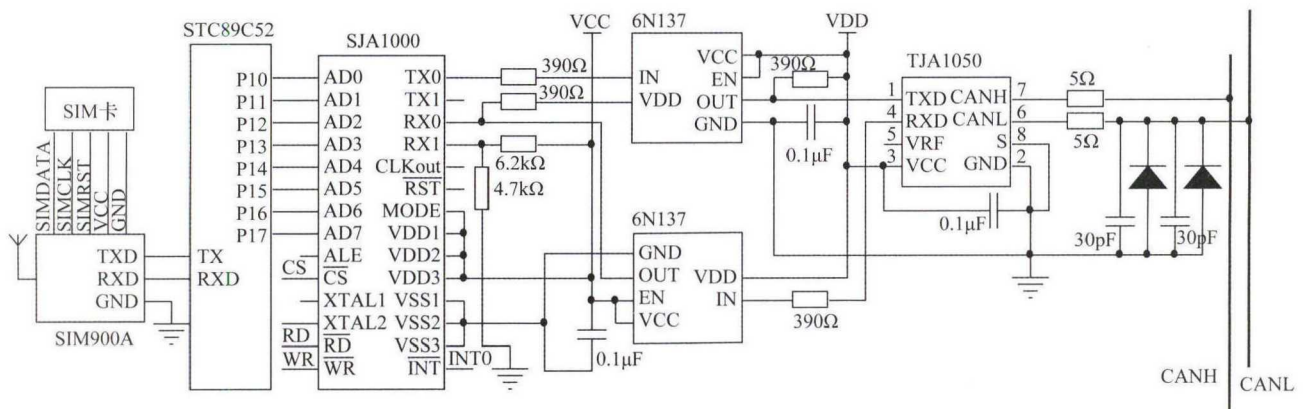 STC89C52
P10
P11
P12
P13
P14
P15
P16
P17
TX
RXD
SIM卡
SIMDATA
SIMCLK
SIMRST
VCC
GND
TXD
RXD
GND
SIM900A
SJA1000
AD0 TX0
AD1 TX1
AD2 RX0
AD3 RX1
AD4 CLKout
AD5 RST
AD6 MODE
AD7 VDD1
ALE VDD2
CS CS VDD3
XTAL1 VSS1
XTAL2 VSS2
RD RD VSS3
WR WR INT INT0
390Ω
390Ω
6.2kΩ
4.7kΩ
VCC
0.1μF
6N137
VCC
IN EN
VDD OUT
GND
VDD
390Ω
0.1μF
6N137
GND
OUT VDD
EN IN
VCC
390Ω
TJA1050
1 TXD CANH 7
4 RXD CANL 6
5 VRF S 8
3 VCC GND 2
5Ω
5Ω
0.1μF
30pF
30pF
CANH
CANL